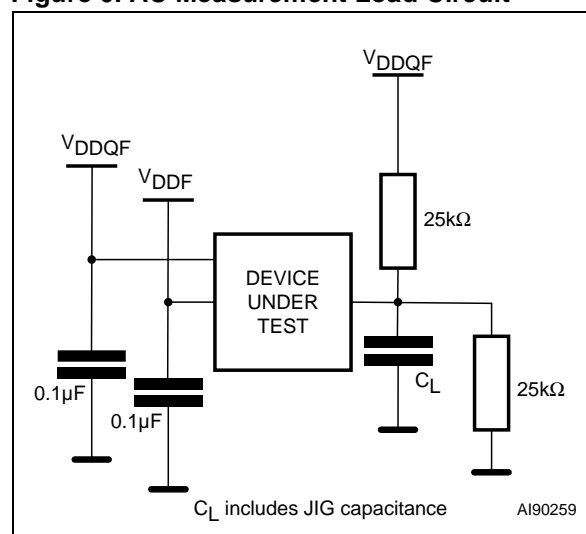 Figure 9. AC Measurement Load Circuit
VDDQF
VDDQF
VDDF
25kΩ
DEVICE
UNDER
TEST
CL
0.1µF
0.1µF
25kΩ
CL includes JIG capacitance
AI90259